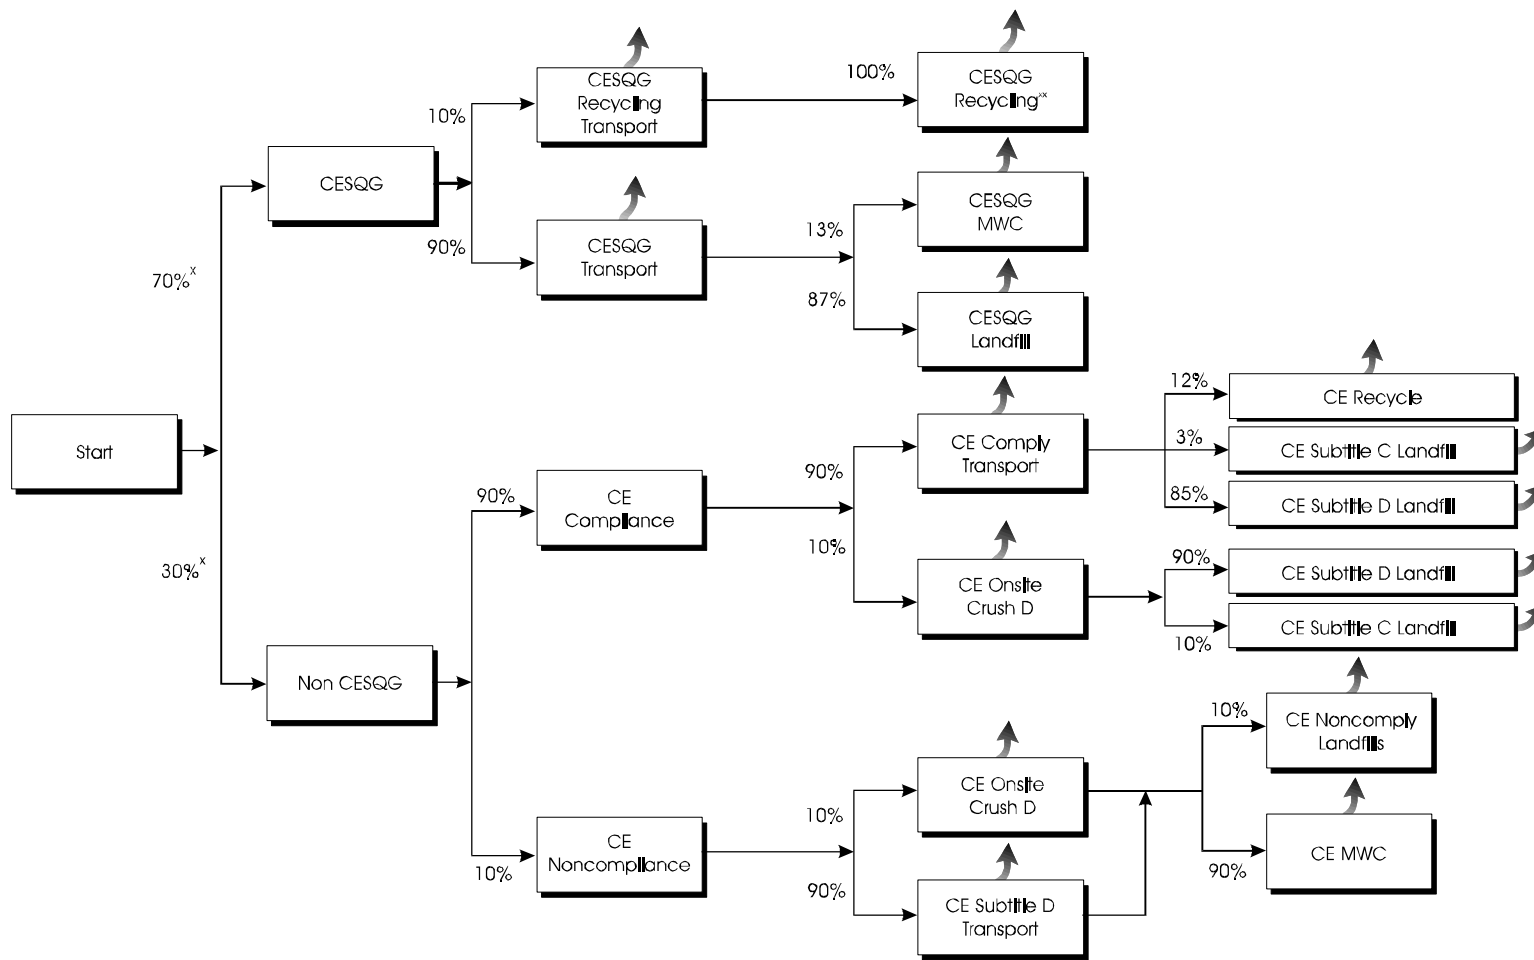 CESQG
Recycling
Transport
100%
CESQG
Recycling^xx
10%
CESQG
90%
CESQG
Transport
13%
CESQG
MWC
87%
CESQG
Landfill
70%^x
Start
30%^x
Non CESQG
90%
CE
Compliance
90%
CE Comply
Transport
12%
CE Recycle
3%
CE Subtitle C Landfill
85%
CE Subtitle D Landfill
10%
CE Onsite
Crush D
90%
CE Subtitle D Landfill
CE Subtitle C Landfill
10%
10%
CE
Noncompliance
10%
CE Onsite
Crush D
90%
CE Subtitle D
Transport
10%
CE Noncomply
Landfills
90%
CE MWC